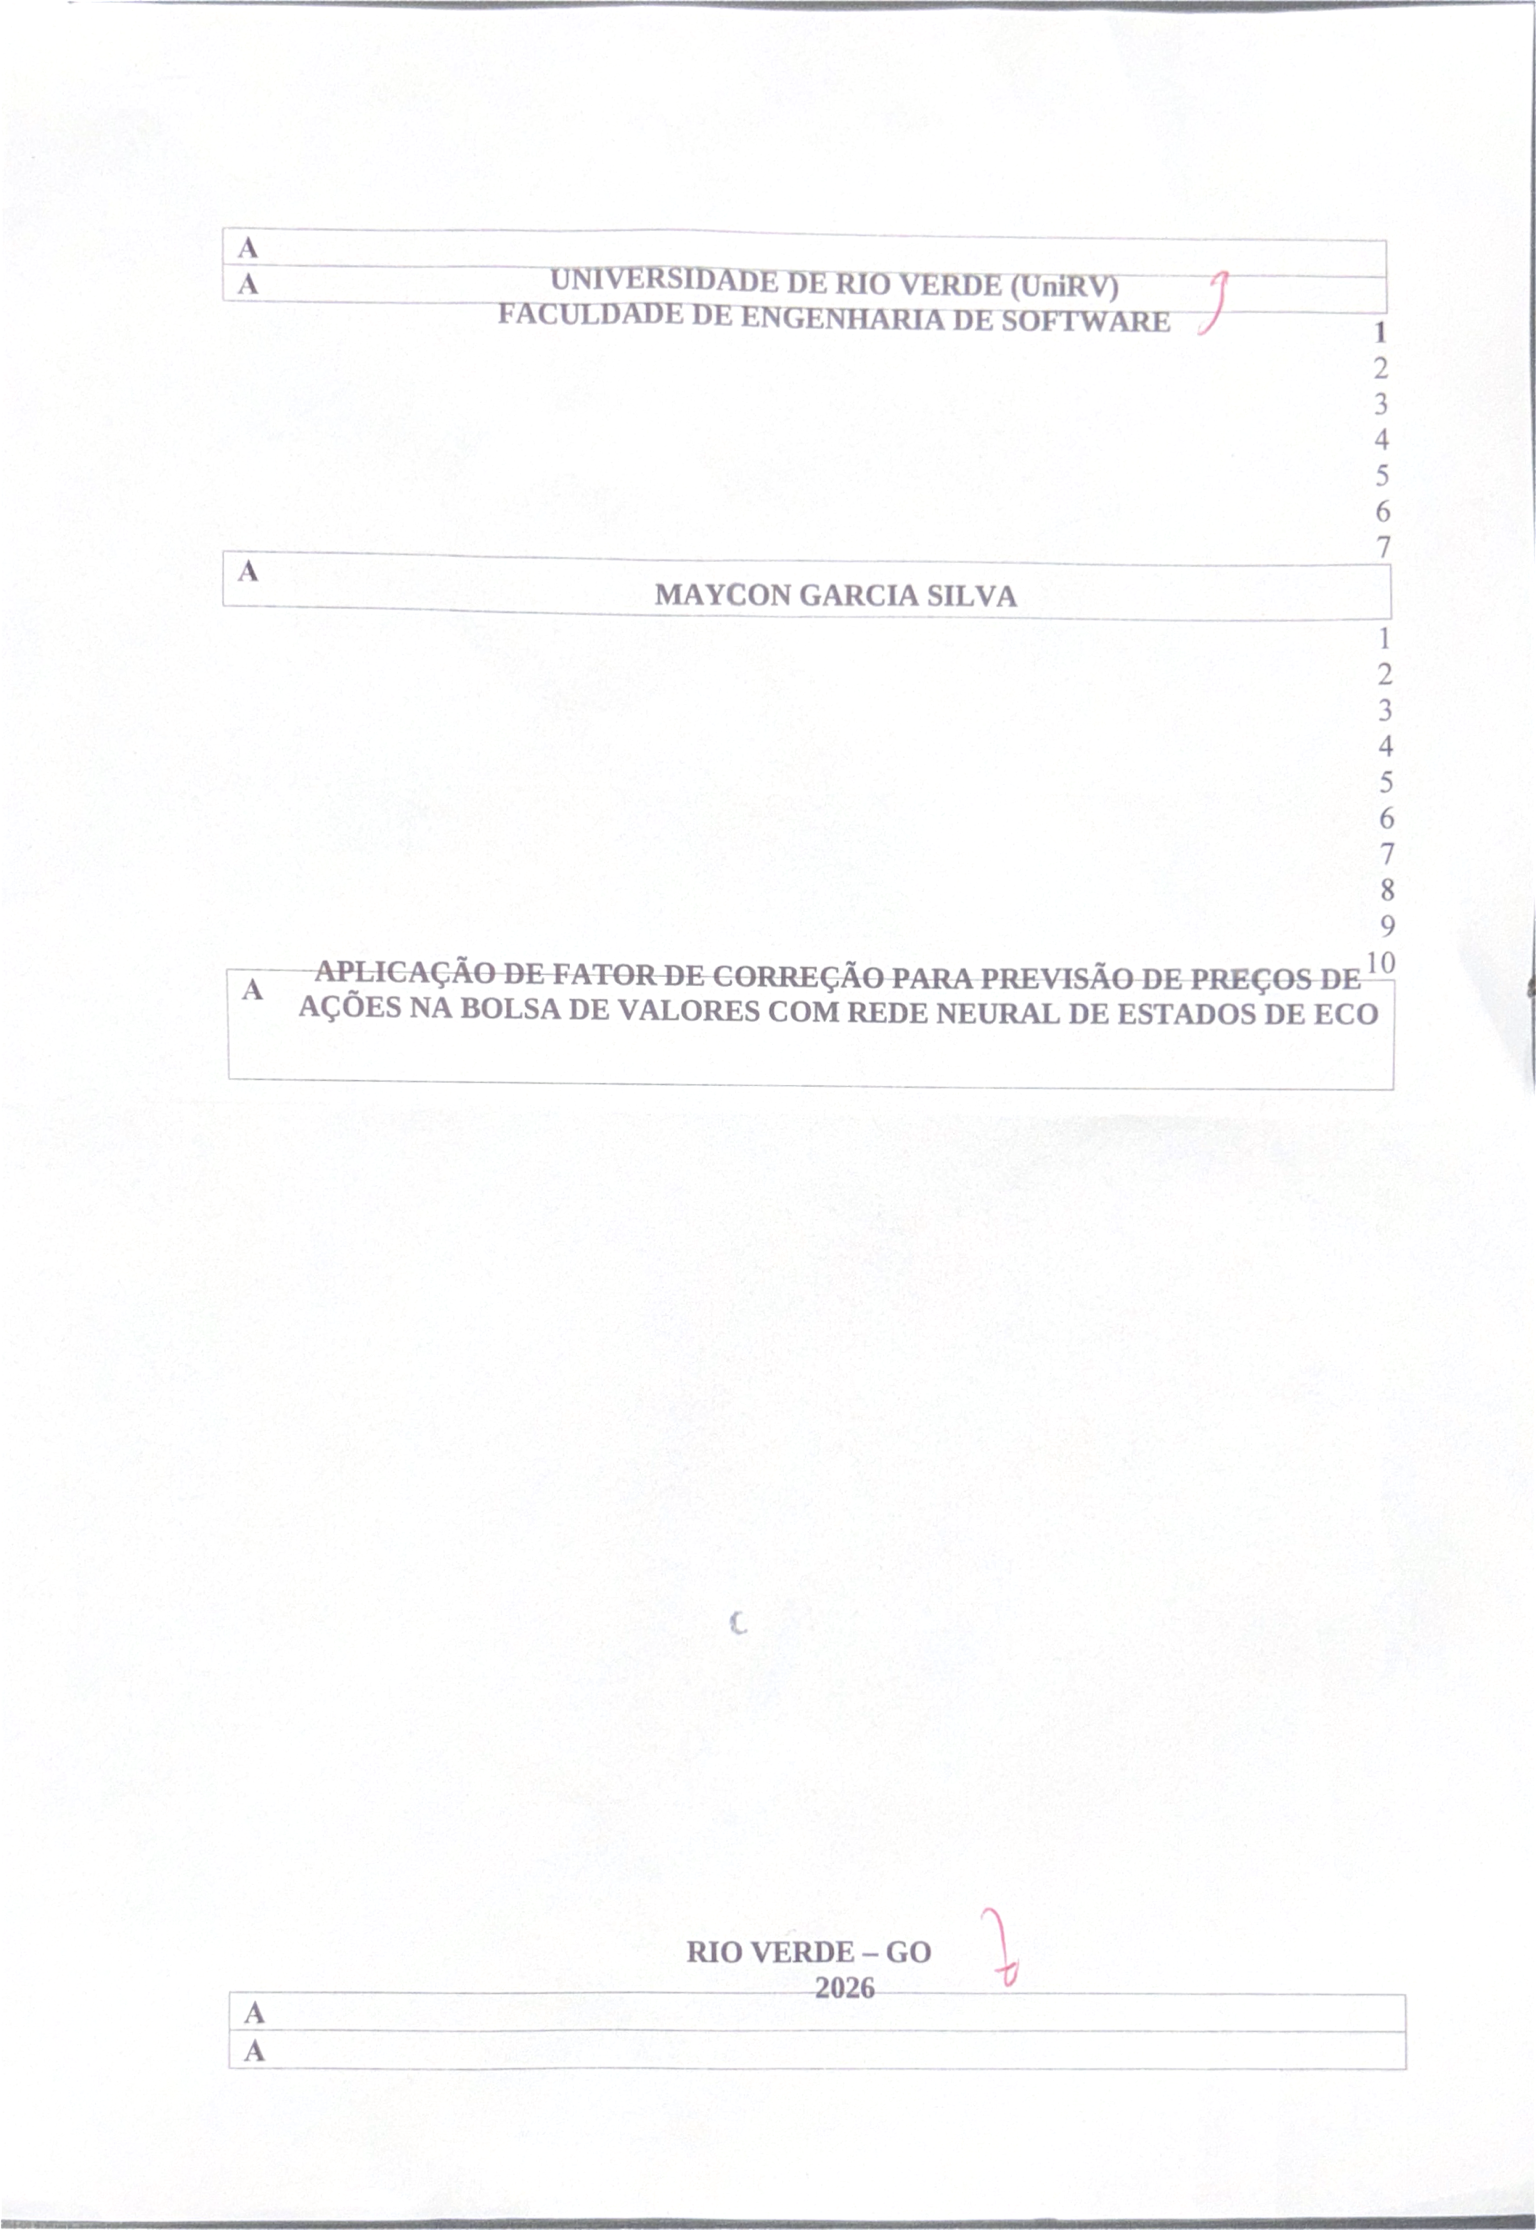 A
A
UNIVERSIDADE DE RIO VERDE (UniRV)
FACULDADE DE ENGENHARIA DE SOFTWARE
1
2
3
4
5
6
7
A
MAYCON GARCIA SILVA
1
2
3
4
5
6
7
8
9
10
A
APLICAÇÃO DE FATOR DE CORREÇÃO PARA PREVISÃO DE PREÇOS DE
AÇÕES NA BOLSA DE VALORES COM REDE NEURAL DE ESTADOS DE ECO
RIO VERDE – GO
2026
A
A